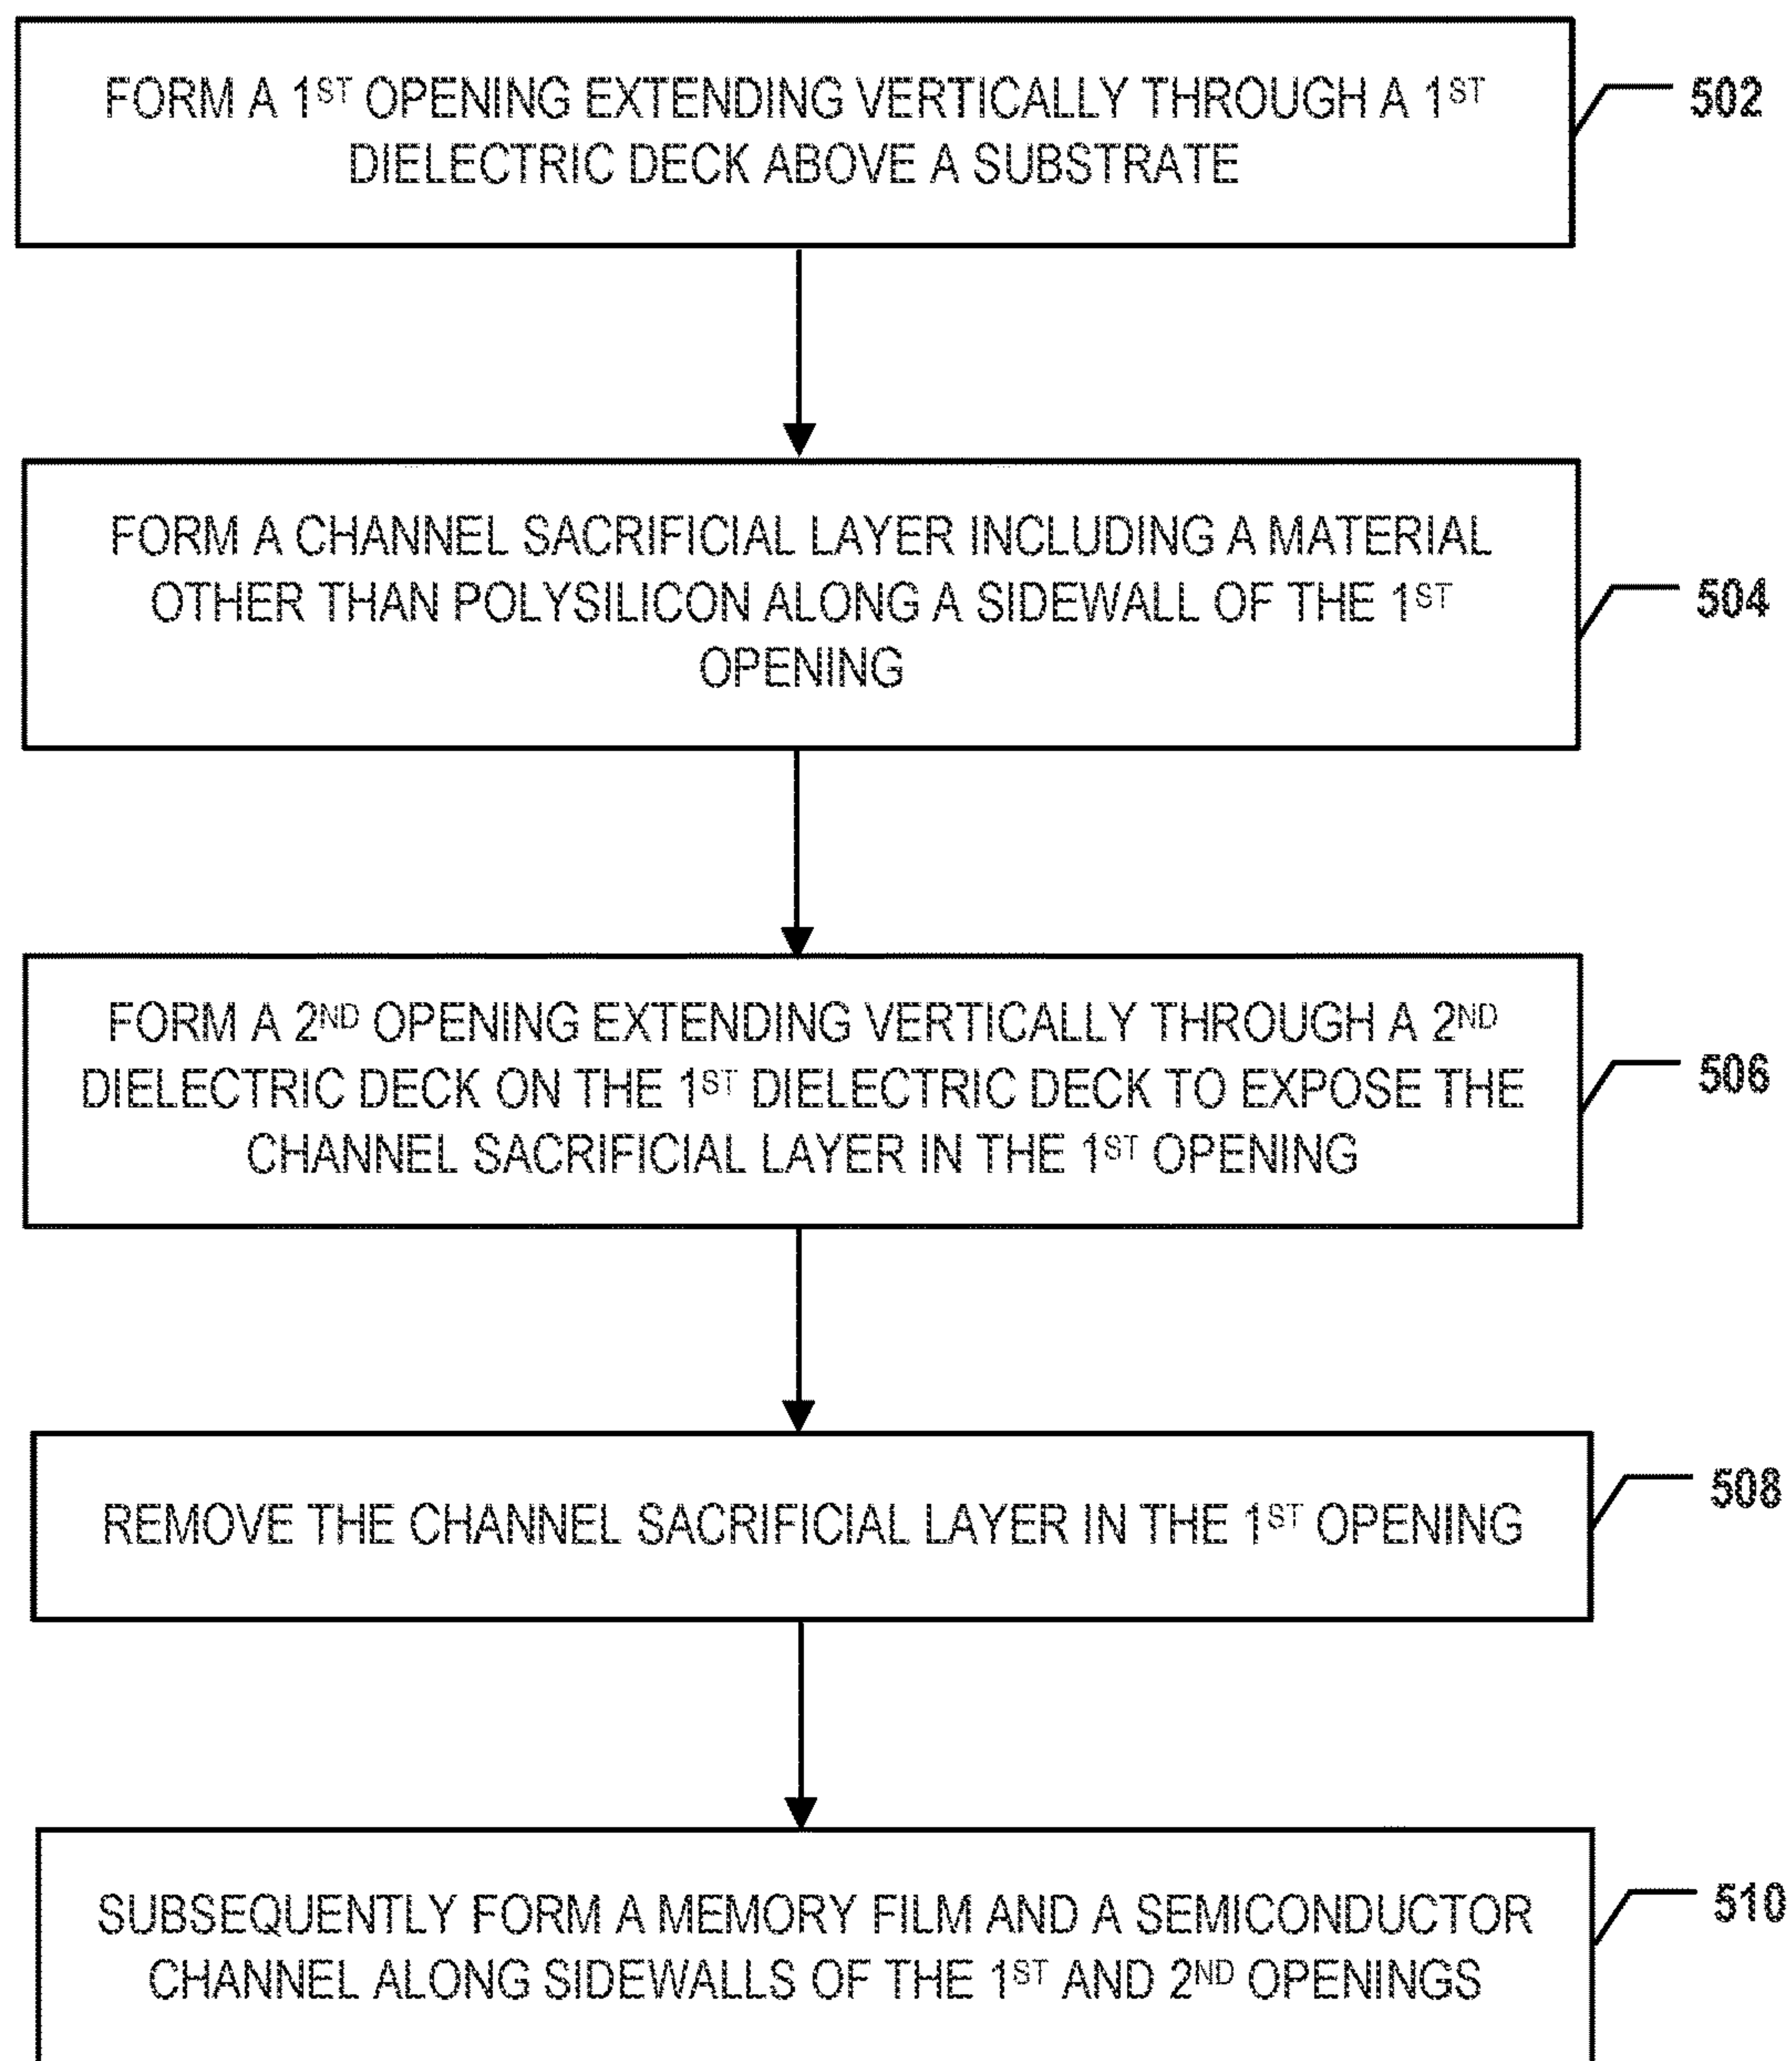 FORM A 1ST OPENING EXTENDING VERTICALLY THROUGH A 1ST
DIELECTRIC DECK ABOVE A SUBSTRATE
502
FORM A CHANNEL SACRIFICIAL LAYER INCLUDING A MATERIAL
OTHER THAN POLYSILICON ALONG A SIDEWALL OF THE 1ST
OPENING
504
FORM A 2ND OPENING EXTENDING VERTICALLY THROUGH A 2ND
DIELECTRIC DECK ON THE 1ST DIELECTRIC DECK TO EXPOSE THE
CHANNEL SACRIFICIAL LAYER IN THE 1ST OPENING
506
REMOVE THE CHANNEL SACRIFICIAL LAYER IN THE 1ST OPENING
508
SUBSEQUENTLY FORM A MEMORY FILM AND A SEMICONDUCTOR
CHANNEL ALONG SIDEWALLS OF THE 1ST AND 2ND OPENINGS
510